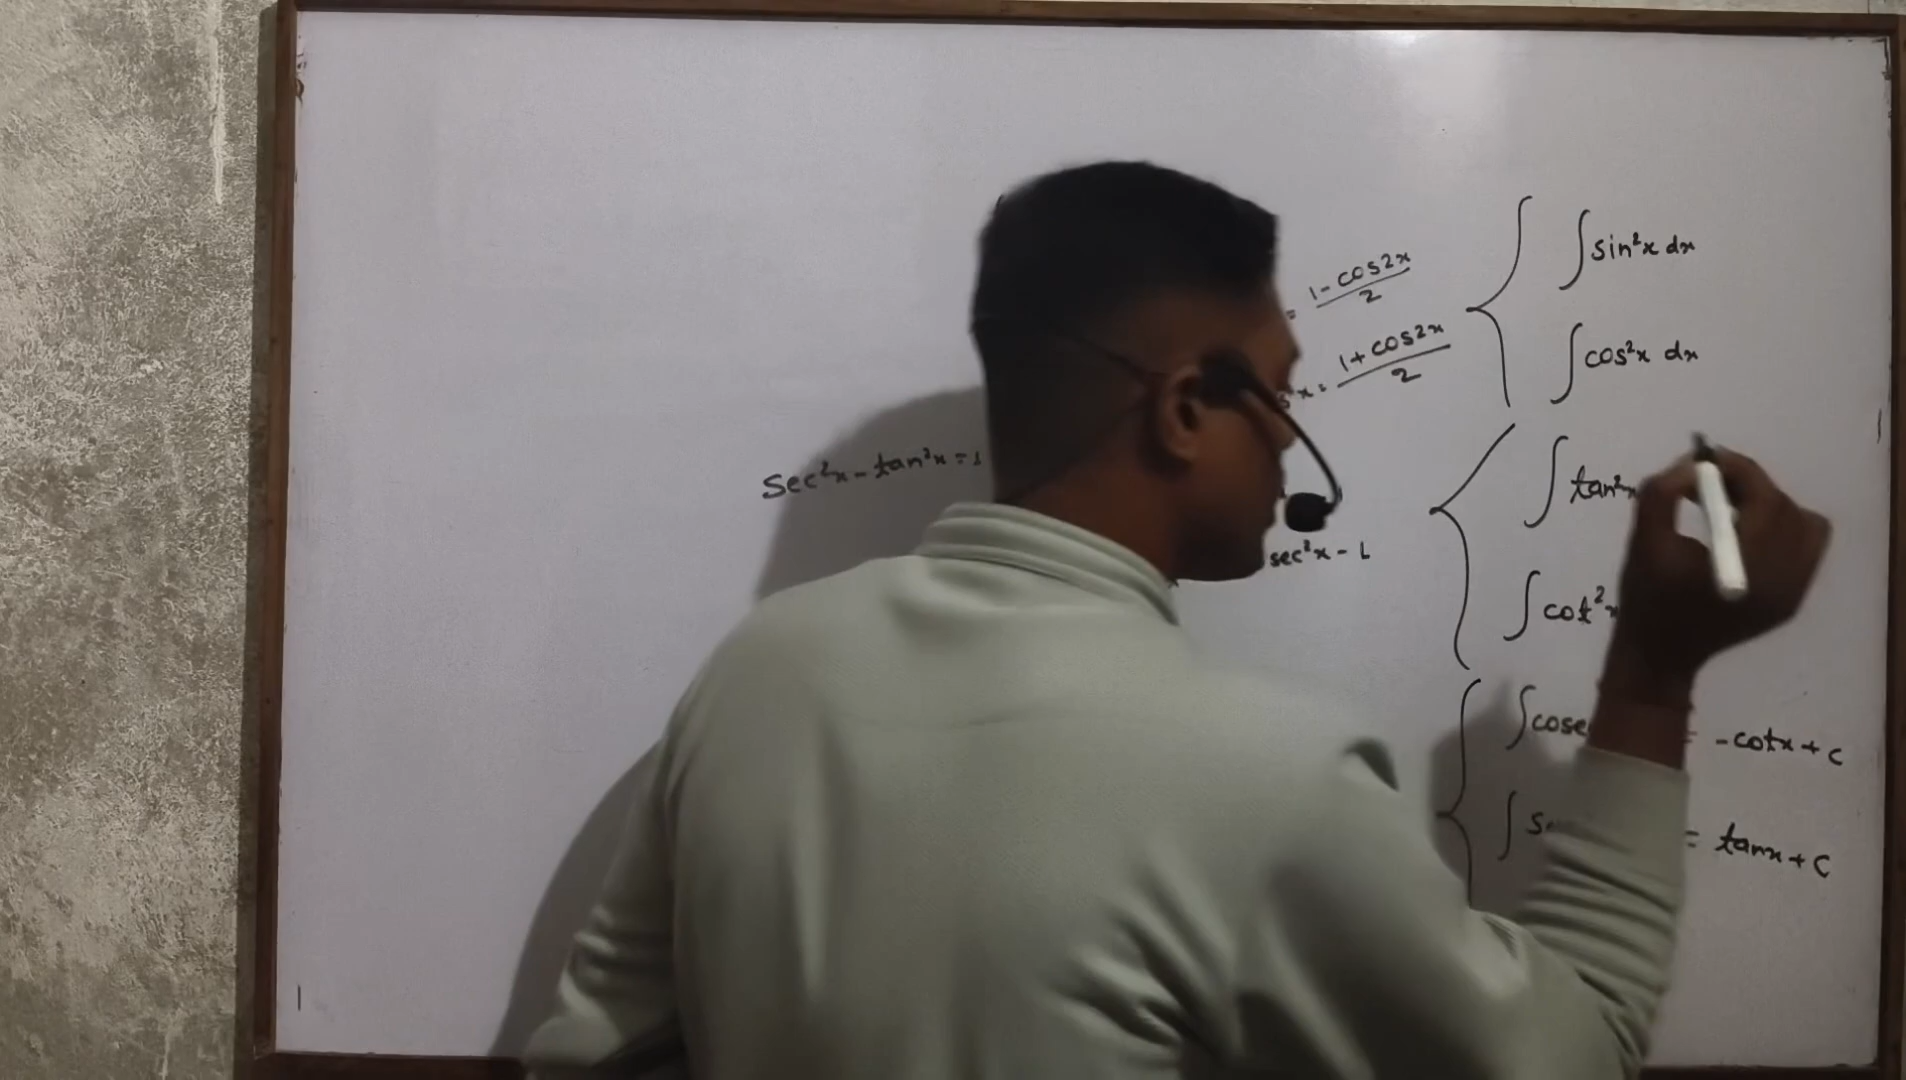 ∫sin²x dx
= 1 - cos2x / 2
∫cos²x dx
s²x = 1 + cos2x / 2
sec²x - tan²x = 1
∫tan²x
sec²x - 1
∫cot²x
∫cose = -cotx + c
∫s = tanx + c